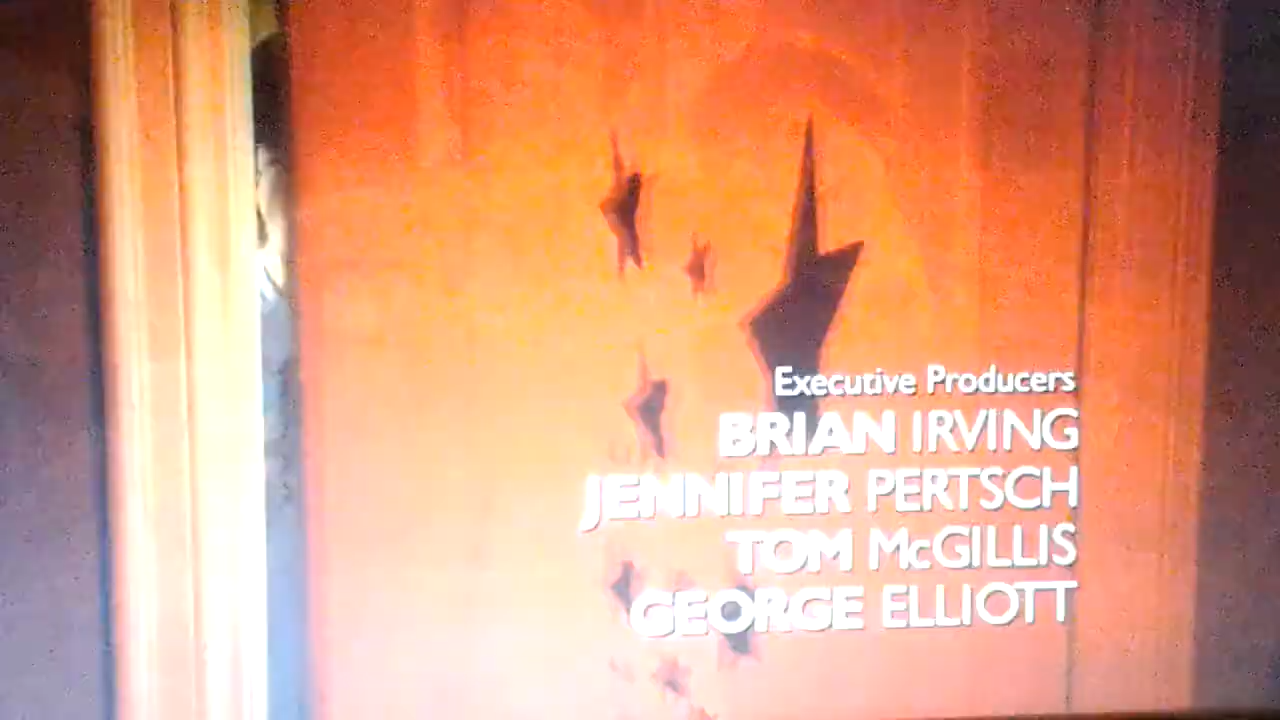 Executive Producers
BRIAN IRVING
JENNIFER PERTSCH
TOM McGILLIS
GEORGE ELLIOTT